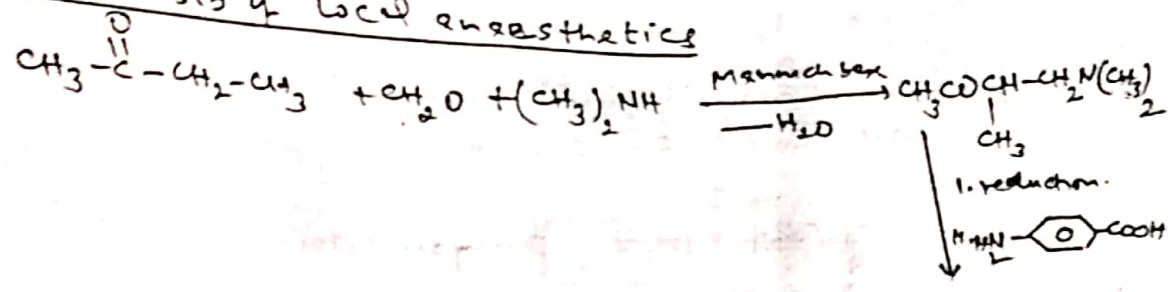 of local anaesthetics
O
CH3-C-CH2-CH3 +CH2O +(CH3)2NH Mannich base CH3COCH-CH2N(CH3)2
-H2O
CH3
1. reduction.
H2N- -COOH